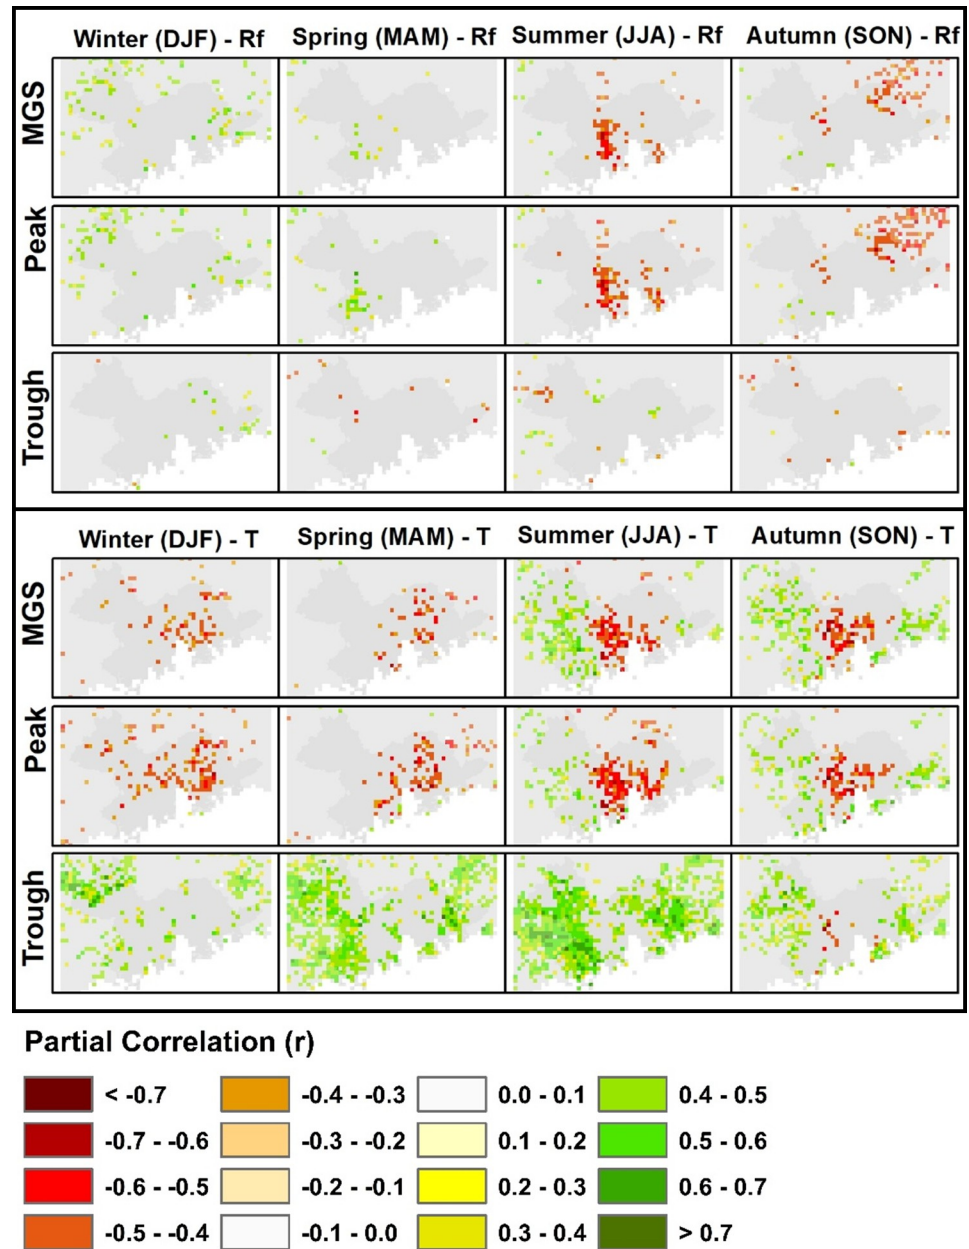 Winter (DJF) - Rf Spring (MAM) - Rf Summer (JJA) - Rf Autumn (SON) - Rf
MGS
Peak
Trough
Winter (DJF) - T Spring (MAM) - T Summer (JJA) - T Autumn (SON) - T
MGS
Peak
Trough
Partial Correlation (r)
< -0.7 -0.4 - -0.3 0.0 - 0.1 0.4 - 0.5
-0.7 - -0.6 -0.3 - -0.2 0.1 - 0.2 0.5 - 0.6
-0.6 - -0.5 -0.2 - -0.1 0.2 - 0.3 0.6 - 0.7
-0.5 - -0.4 -0.1 - 0.0 0.3 - 0.4 > 0.7